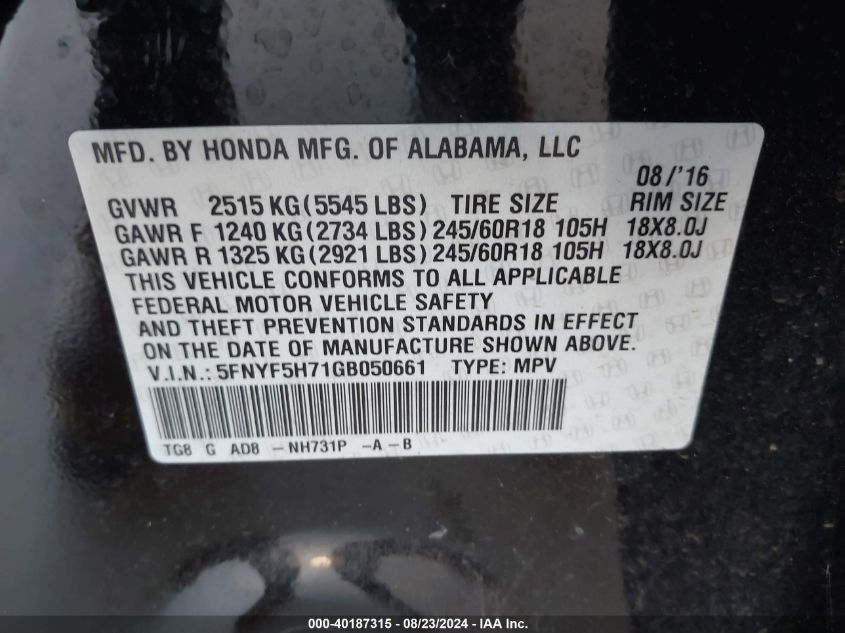 MFD. BY HONDA MFG. OF ALABAMA, LLC
08/'16
GVWR 2515 KG (5545 LBS) TIRE SIZE RIM SIZE
GAWR F 1240 KG (2734 LBS) 245/60R18 105H 18X8.0J
GAWR R 1325 KG (2921 LBS) 245/60R18 105H 18X8.0J
THIS VEHICLE CONFORMS TO ALL APPLICABLE
FEDERAL MOTOR VEHICLE SAFETY
AND THEFT PREVENTION STANDARDS IN EFFECT
ON THE DATE OF MANUFACTURE SHOWN ABOVE.
V.I.N.: 5FNYF5H71GB050661 TYPE: MPV
TG8 G AD8 -NH731P -A-B
000-40187315 - 08/23/2024 - IAA Inc.